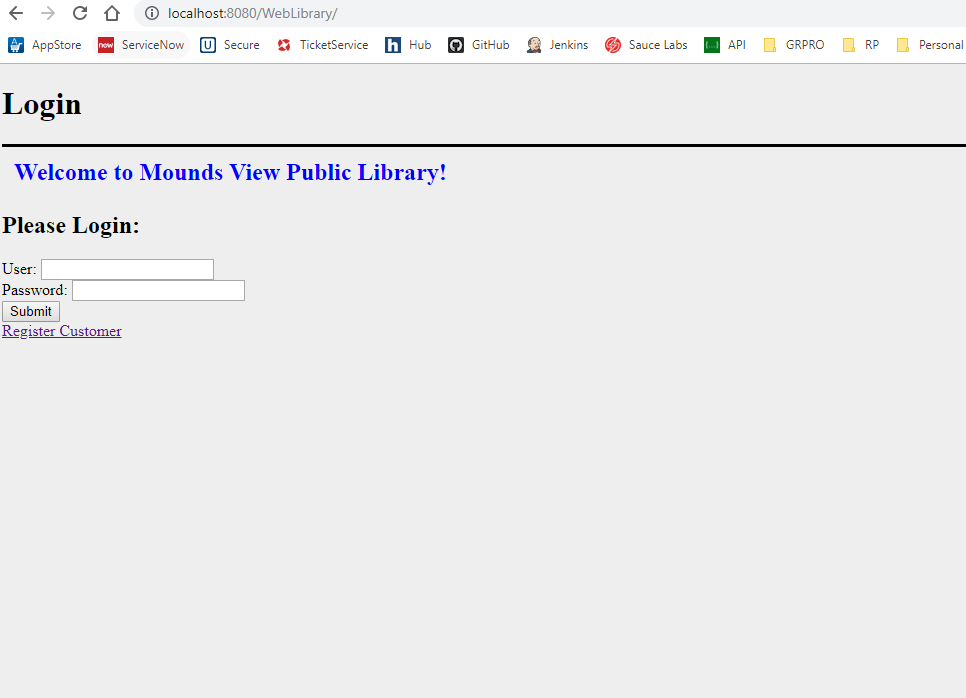 localhost:8080/WebLibrary/
AppStore now ServiceNow U Secure TicketService h Hub GitHub Jenkins Sauce Labs API GRPRO RP Personal
Login
Welcome to Mounds View Public Library!
Please Login:
User:
Password:
Submit
Register Customer